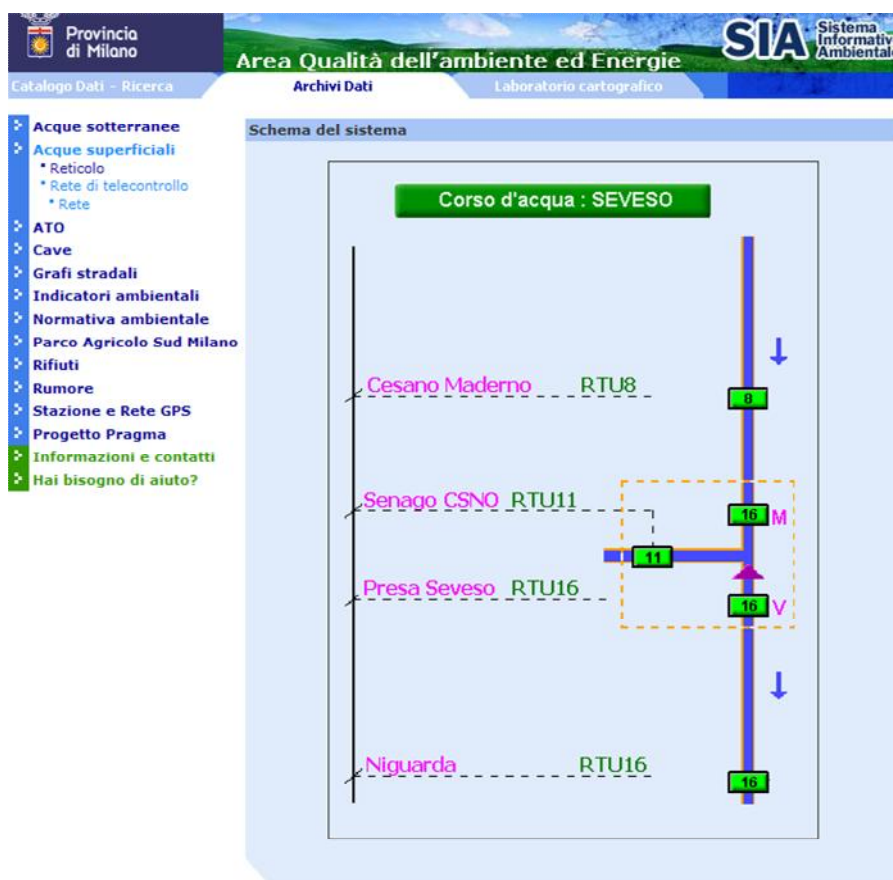 Provincia
di Milano
Area Qualità dell'ambiente ed Energie
SIA
Sistema
Informativ
Ambientale
Catalogo Dati - Ricerca
Archivi Dati
Laboratorio cartografico
Acque sotterranee
Acque superficiali
Reticolo
Rete di telecontrollo
Rete
ATO
Cave
Grafi stradali
Indicatori ambientali
Normativa ambientale
Parco Agricolo Sud Milano
Rifiuti
Rumore
Stazione e Rete GPS
Progetto Pragma
Informazioni e contatti
Hai bisogno di aiuto?
Schema del sistema
Corso d'acqua : SEVESO
Cesano Maderno RTU8
8
Senago CSNO RTU11
16 M
11
Presa Seveso RTU16
16 V
Niguarda RTU16
16